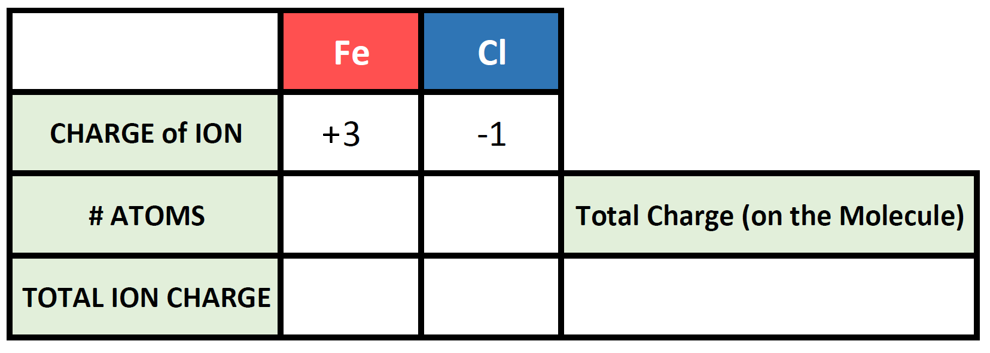 Fe Cl
CHARGE of ION +3 -1
# ATOMS Total Charge (on the Molecule)
TOTAL ION CHARGE